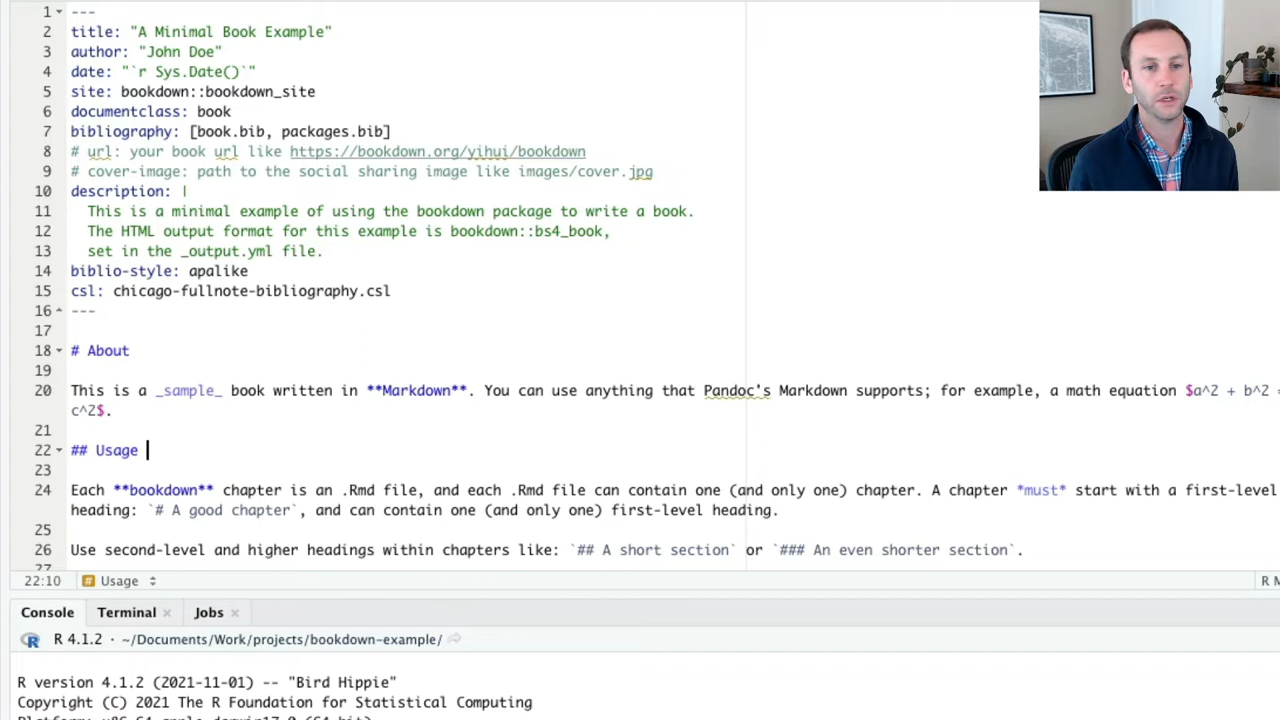 1 ---
2 title: "A Minimal Book Example"
3 author: "John Doe"
4 date: "`r Sys.Date()`"
5 site: bookdown::bookdown_site
6 documentclass: book
7 bibliography: [book.bib, packages.bib]
8 # url: your book url like https://bookdown.org/yihui/bookdown
9 # cover-image: path to the social sharing image like images/cover.jpg
10 description: |
11 This is a minimal example of using the bookdown package to write a book.
12 The HTML output format for this example is bookdown::bs4_book,
13 set in the _output.yml file.
14 biblio-style: apalike
15 csl: chicago-fullnote-bibliography.csl
16 ---
17
18 # About
19
20 This is a _sample_ book written in **Markdown**. You can use anything that Pandoc's Markdown supports; for example, a math equation $a^2 + b^2 =
c^2$.
21
22 ## Usage
23
24 Each **bookdown** chapter is an .Rmd file, and each .Rmd file can contain one (and only one) chapter. A chapter *must* start with a first-level
heading: `# A good chapter`, and can contain one (and only one) first-level heading.
25
26 Use second-level and higher headings within chapters like: `## A short section` or `### An even shorter section`.
27
22:10 # Usage R M
Console Terminal Jobs
R R 4.1.2 · ~/Documents/Work/projects/bookdown-example/
R version 4.1.2 (2021-11-01) -- "Bird Hippie"
Copyright (C) 2021 The R Foundation for Statistical Computing
Platform: x86_64-apple-darwin17.0 (64-bit)